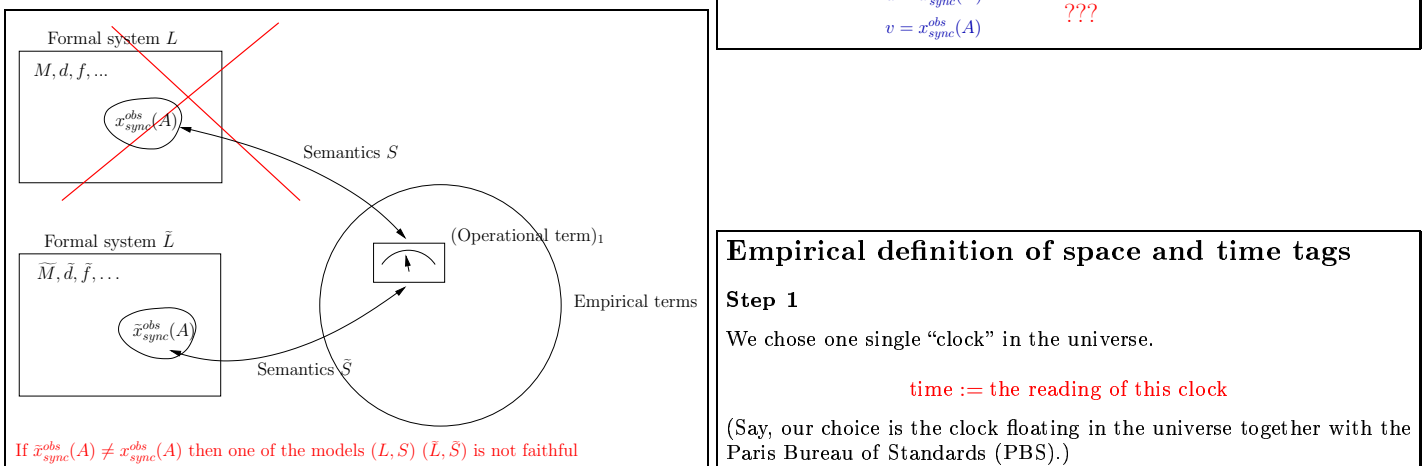 Formal system L
M, d, f, ...
x^{obs}_{sync}(A)
Semantics S
(Operational term)₁
Formal system L̃
M̃, d̃, f̃, . . .
Empirical terms
x̃^{obs}_{sync}(A)
Semantics S̃
If x̃^{obs}_{sync}(A) ≠ x^{obs}_{sync}(A) then one of the models (L, S) (L̃, S̃) is not faithful
???
v = x^{obs}_{sync}(A)
Empirical definition of space and time tags
Step 1
We chose one single “clock” in the universe.
time := the reading of this clock
(Say, our choice is the clock floating in the universe together with the
Paris Bureau of Standards (PBS).)